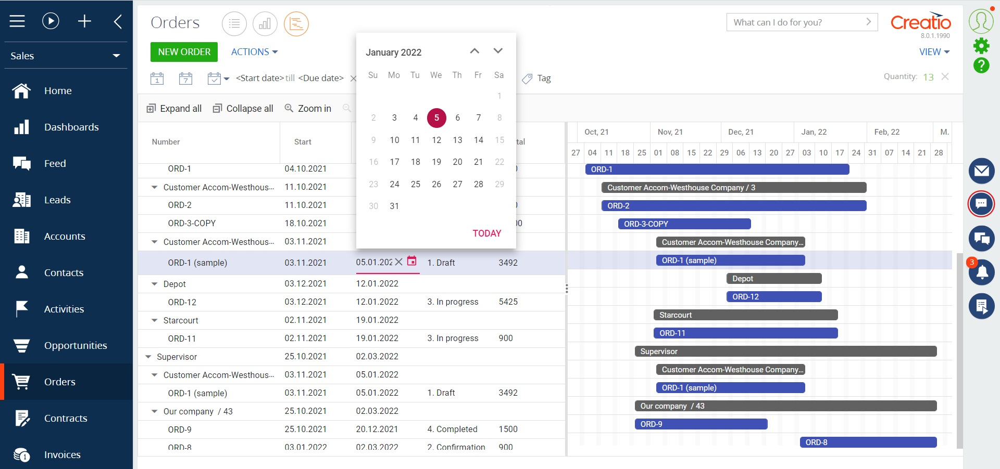 Sales
Home
Dashboards
Feed
Leads
Accounts
Contacts
Activities
Opportunities
Orders
Contracts
1
Invoices
Orders
NEW ORDER
ACTIONS
1
7
<Start date> till <Due date>
Tag
What can I do for you?
Creatio
8.0.1.1990
VIEW
Quantity: 13
Expand all
Collapse all
Zoom in
January 2022
Su Mo Tu We Th Fr Sa
1
2 3 4 5 6 7 8
9 10 11 12 13 14 15
16 17 18 19 20 21 22
23 24 25 26 27 28 29
30 31
TODAY
Number Start tal
ORD-1 04.10.2021
Customer Accom-Westhous... 11.10.2021
ORD-2 11.10.2021
ORD-3-COPY 18.10.2021
Customer Accom-Westhous... 03.11.2021
ORD-1 (sample) 03.11.2021 05.01.202 1. Draft 3492
Depot 03.12.2021 12.01.2022
ORD-12 03.12.2021 12.01.2022 3. In progress 5425
Starcourt 02.11.2021 19.01.2022
ORD-11 02.11.2021 19.01.2022 3. In progress 900
Supervisor 25.10.2021 02.03.2022
Customer Accom-Westhous... 03.11.2021 05.01.2022
ORD-1 (sample) 03.11.2021 05.01.2022 1. Draft 3492
Our company / 43 25.10.2021 02.03.2022
ORD-9 25.10.2021 20.12.2021 4. Completed 1500
ORD-8 03.01.2022 02.03.2022 2. Confirmation 900
Oct, 21 Nov, 21 Dec, 21 Jan, 22 Feb, 22 M.
27 04 11 18 25 01 08 15 22 29 06 13 20 27 03 10 17 24 31 07 14 21 28
ORD-1
Customer Accom-Westhouse Company / 3
ORD-2
ORD-3-COPY
Customer Accom-Westhouse Company...
ORD-1 (sample)
Depot
ORD-12
Starcourt
ORD-11
Supervisor
Customer Accom-Westhouse Company...
ORD-1 (sample)
Our company / 43
ORD-9
ORD-8
?
3